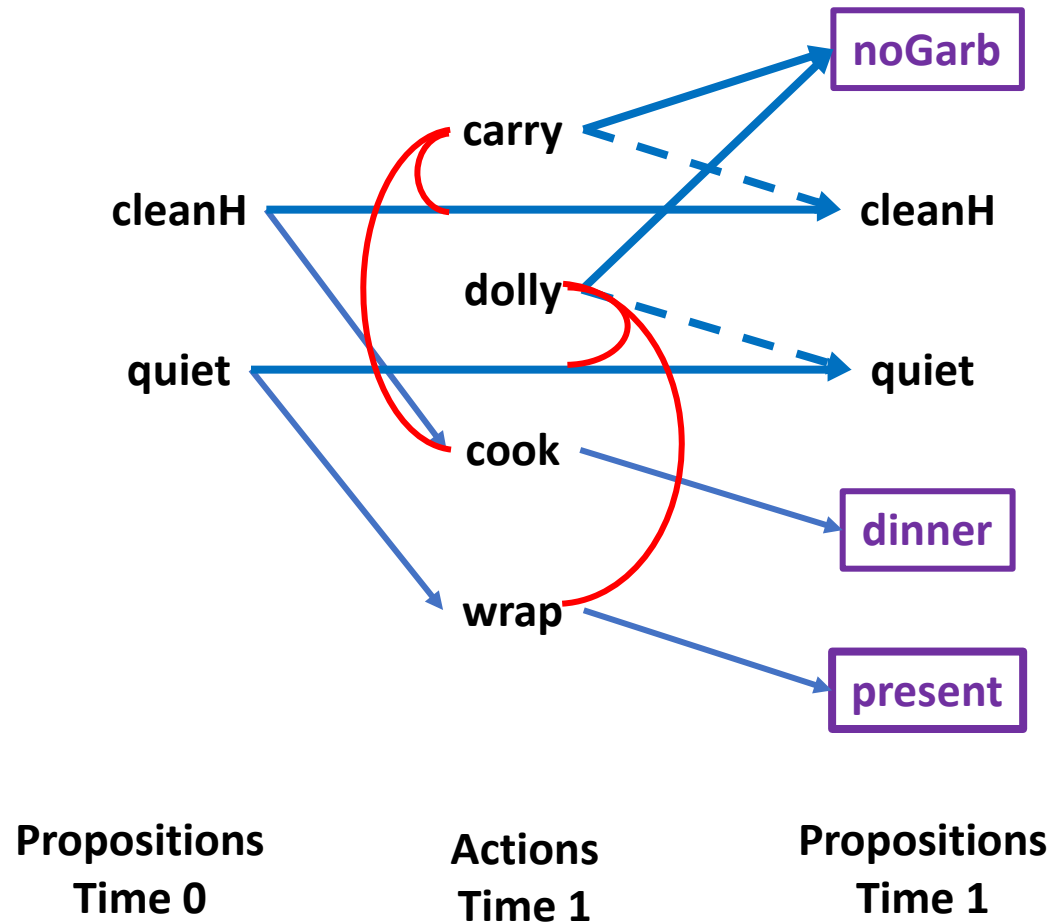 noGarb
carry
cleanH
cleanH
dolly
quiet
quiet
cook
dinner
wrap
present
Propositions
Time 0
Actions
Time 1
Propositions
Time 1